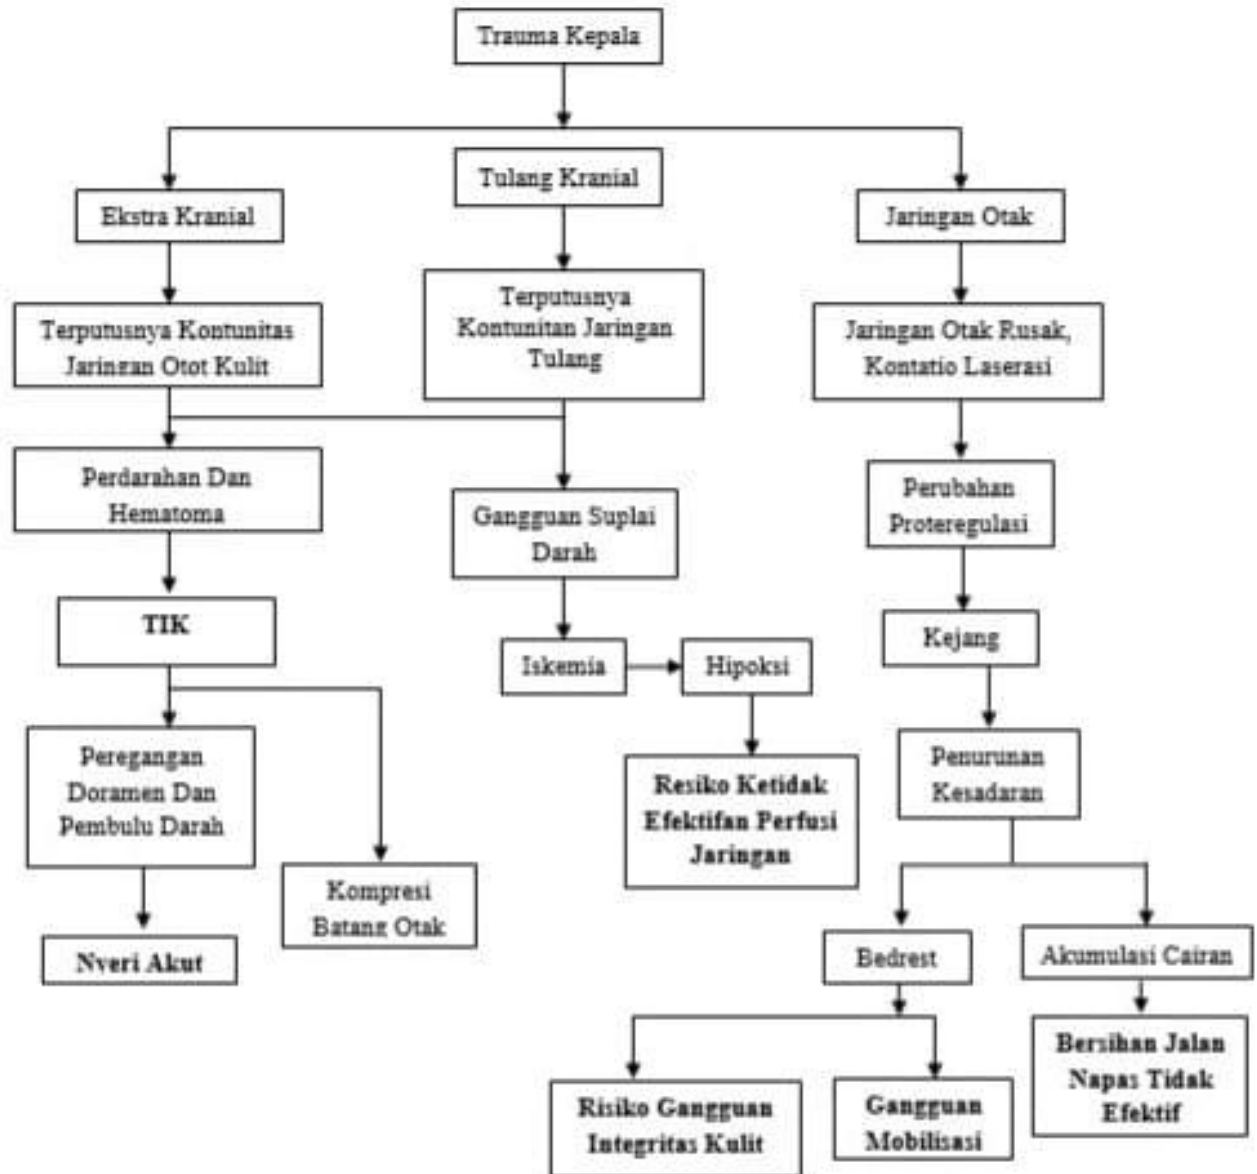 Trauma Kepala
Tulang Kranial
Ekstra Kranial
Jaringan Otak
Terputusnya Kontunitas
Jaringan Otot Kulit
Terputusnya
Kontunitan Jaringan
Tulang
Jaringan Otak Rusak,
Kontatio Laserasi
Perdarahan Dan
Hematoma
Gangguan Suplai
Darah
Perubahan
Proteregulasi
TIK
Iskemia
Hipoksi
Kejang
Peregangan
Doramen Dan
Pembulu Darah
Resiko Ketidak
Efektifan Perfusi
Jaringan
Penurunan
Kesadaran
Kompresi
Batang Otak
Nveri Akut
Bedrest
Akumulasi Cairan
Risiko Gangguan
Integritas Kulit
Gangguan
Mobilisasi
Bersihan Jalan
Napas Tidak
Efektif